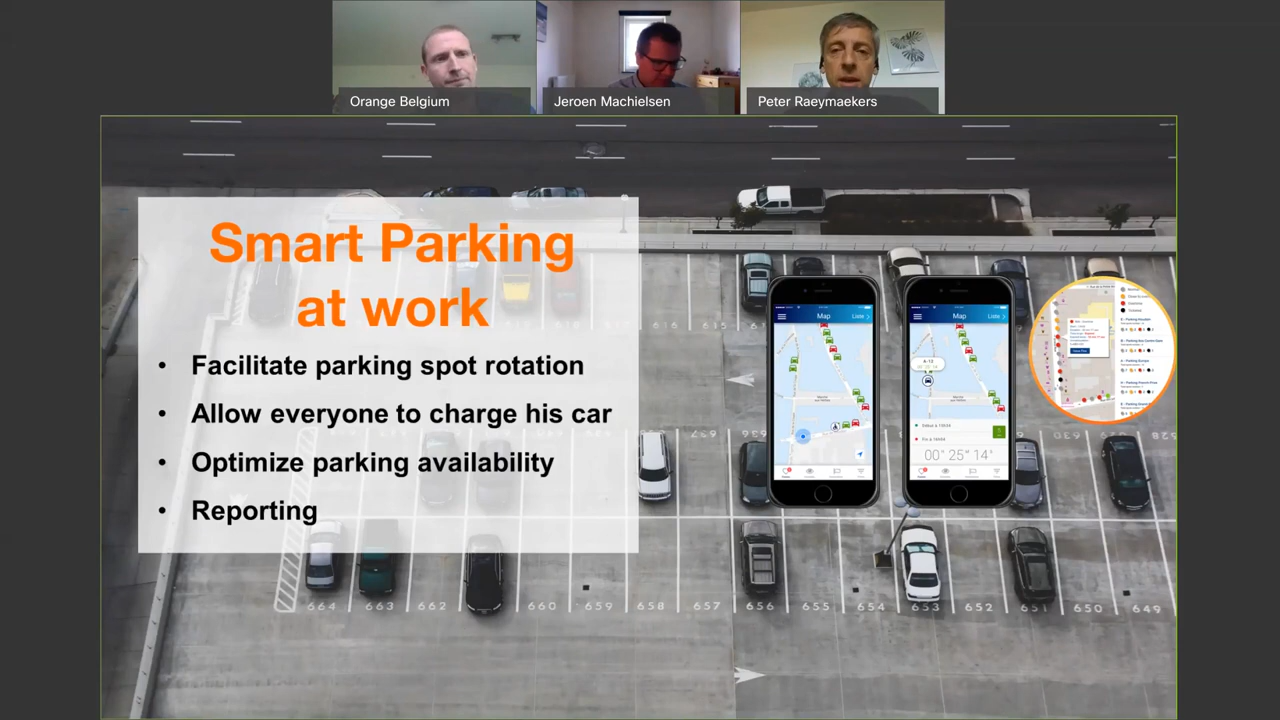 Orange Belgium
Jeroen Machielsen
Peter Raeymaekers
Smart Parking
at work
• Facilitate parking spot rotation
• Allow everyone to charge his car
• Optimize parking availability
• Reporting
Map
Liste
Map
Liste
A-13
00° 25' 14"
616
615
639
664
663
662
660
659
658
657
656
655
654
653
652
651
650
649